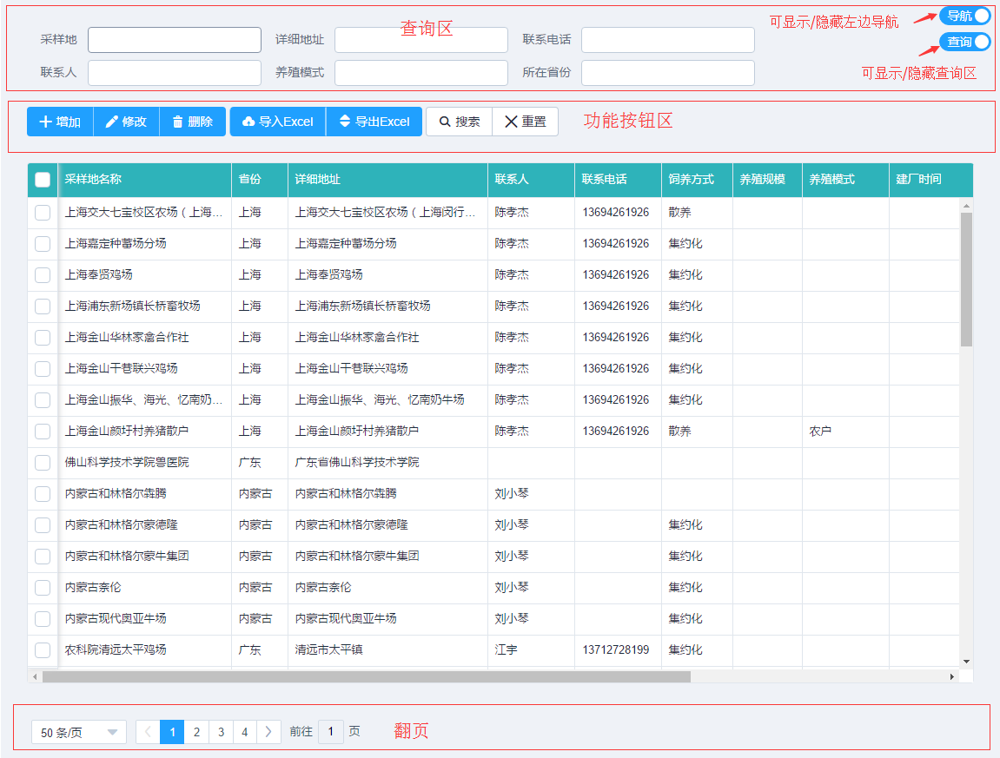 查询区
可显示/隐藏左边导航
导航
采样地 详细地址 联系电话
查询
联系人 养殖模式 所在省份
可显示/隐藏查询区
增加 修改 删除 导入Excel 导出Excel 搜索 重置 功能按钮区
采样地名称 省份 详细地址 联系人 联系电话 饲养方式 养殖规模 养殖模式 建厂时间
上海交大七宝校区农场（上海... 上海 上海交大七宝校区农场（上海闵行... 陈孝杰 13694261926 散养
上海嘉定种蓄场分场 上海 上海嘉定种蓄场分场 陈孝杰 13694261926 集约化
上海奉贤鸡场 上海 上海奉贤鸡场 陈孝杰 13694261926 集约化
上海浦东新场镇长桥畜牧场 上海 上海浦东新场镇长桥畜牧场 陈孝杰 13694261926 集约化
上海金山华林家禽合作社 上海 上海金山华林家禽合作社 陈孝杰 13694261926 集约化
上海金山干巷联兴鸡场 上海 上海金山干巷联兴鸡场 陈孝杰 13694261926 集约化
上海金山振华、海光、忆南奶... 上海 上海金山振华、海光、忆南奶牛场 陈孝杰 13694261926 集约化
上海金山颜圩村养猪散户 上海 上海金山颜圩村养猪散户 陈孝杰 13694261926 散养 农户
佛山科学技术学院兽医院 广东 广东省佛山科学技术学院
内蒙古和林格尔犇腾 内蒙古 内蒙古和林格尔犇腾 刘小琴
内蒙古和林格尔蒙德隆 内蒙古 内蒙古和林格尔蒙德隆 刘小琴 集约化
内蒙古和林格尔蒙牛集团 内蒙古 内蒙古和林格尔蒙牛集团 刘小琴 集约化
内蒙古奈伦 内蒙古 内蒙古奈伦 刘小琴 集约化
内蒙古现代奥亚牛场 内蒙古 内蒙古现代奥亚牛场 刘小琴 集约化
农科院清远太平鸡场 广东 清远市太平镇 江宇 13712728199 集约化
50 条/页 1 2 3 4 前往 1 页 翻页